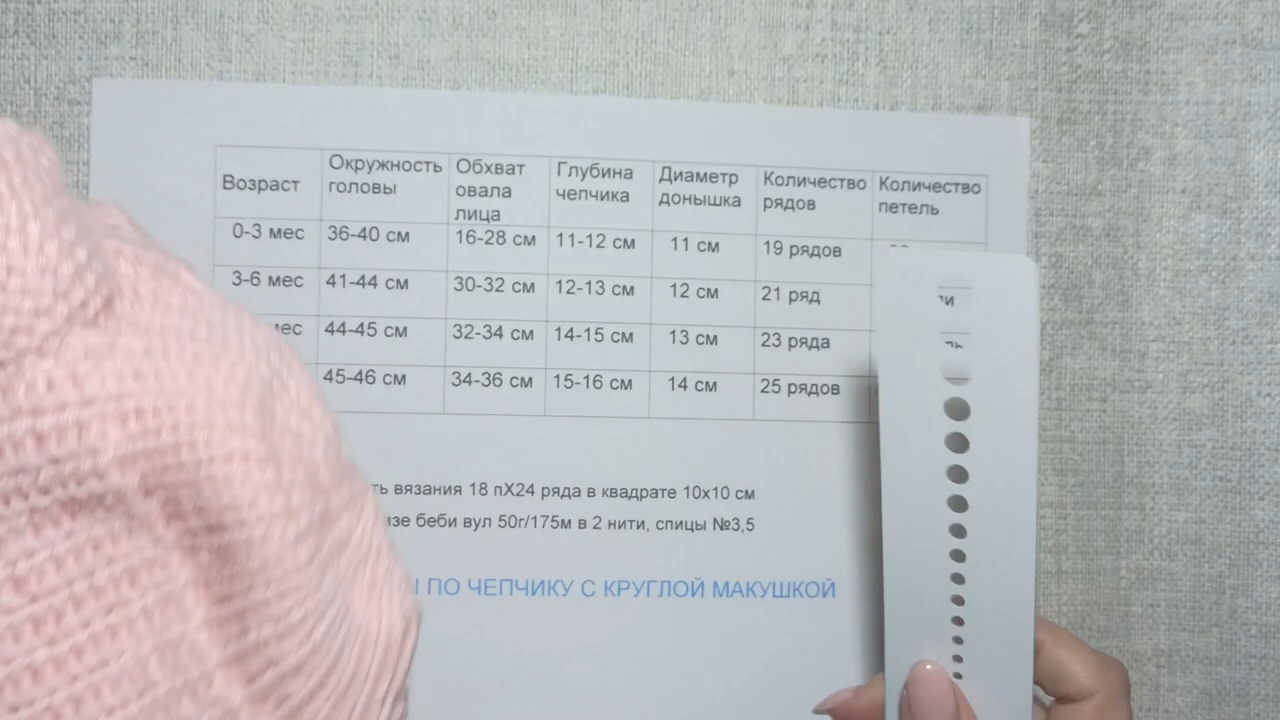 Возраст Окружность головы Обхват овала лица Глубина чепчика Диаметр донышка Количество рядов Количество петель
0-3 мес 36-40 см 16-28 см 11-12 см 11 см 19 рядов
3-6 мес 41-44 см 30-32 см 12-13 см 12 см 21 ряд
44-45 см 32-34 см 14-15 см 13 см 23 ряда
45-46 см 34-36 см 15-16 см 14 см 25 рядов
вязания 18 пХ24 ряда в квадрате 10х10 см
беби вул 50г/175м в 2 нити, спицы №3,5
ПО ЧЕПЧИКУ С КРУГЛОЙ МАКУШКОЙ